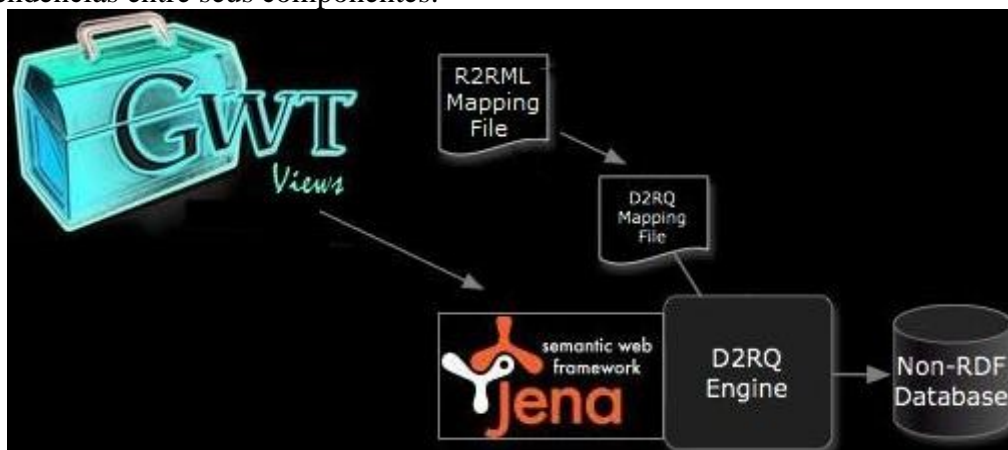 endências entre seus componentes.
GWT
Views
R2RML
Mapping
File
D2RQ
Mapping
File
semantic web
framework
jena
D2RQ
Engine
Non-RDF
Database